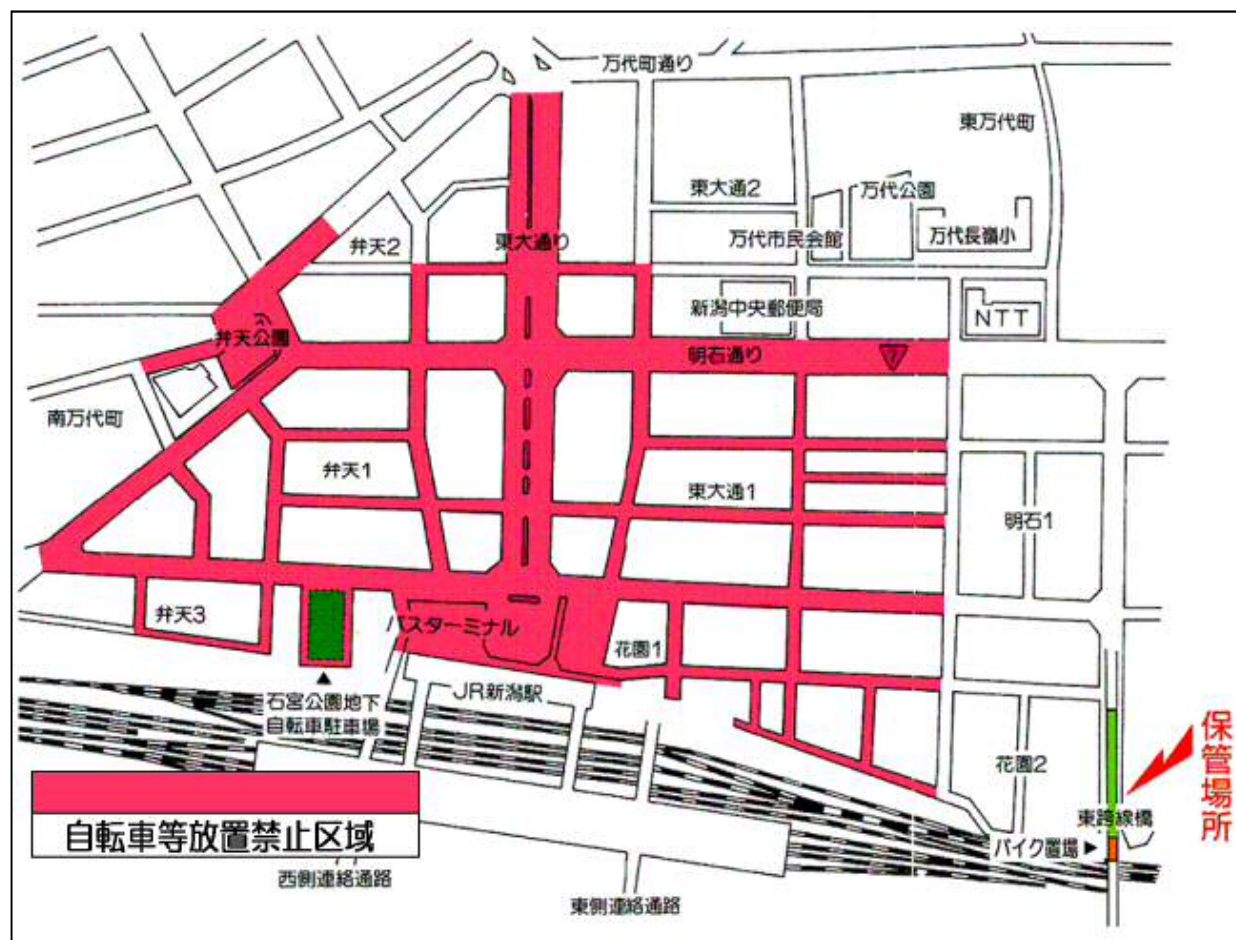 万代町通り
東万代町
東大通2
万代公園
弁天2
東大通り
万代市民会館
万代長嶺小
新潟中央郵便局
NTT
弁天公園
明石通り
7
南万代町
弁天1
東大通1
明石1
弁天3
バスターミナル
花園1
石宮公園地下
自転車駐車場
JR新潟駅
保管場所
花園2
東跨線橋
バイク置場
自転車等放置禁止区域
西側連絡通路
東側連絡通路